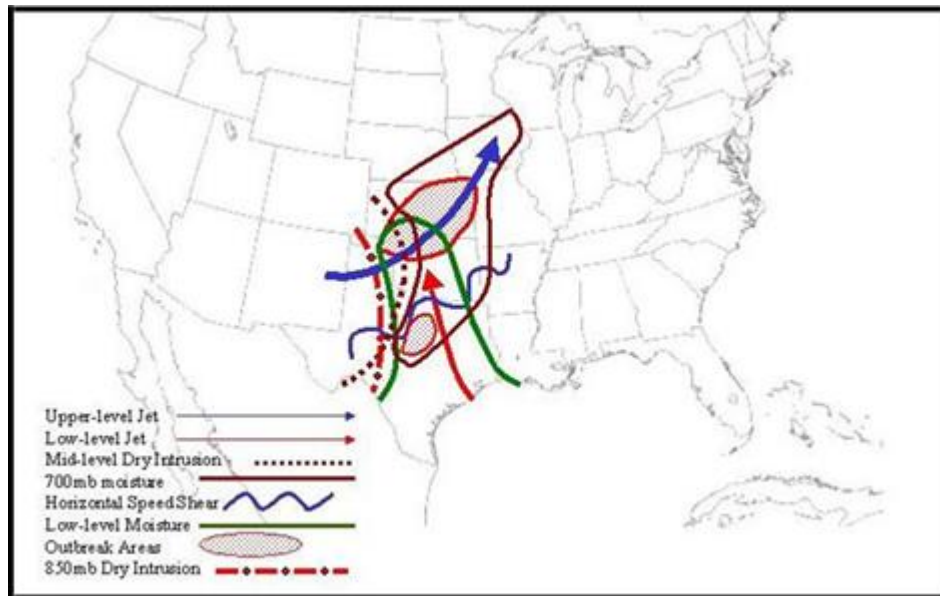 Upper-level Jet
Low-level Jet
Mid-level Dry Intrusion
700mb moisture
Horizontal Speed Shear
Low-level Moisture
Outbreak Areas
850mb Dry Intrusion